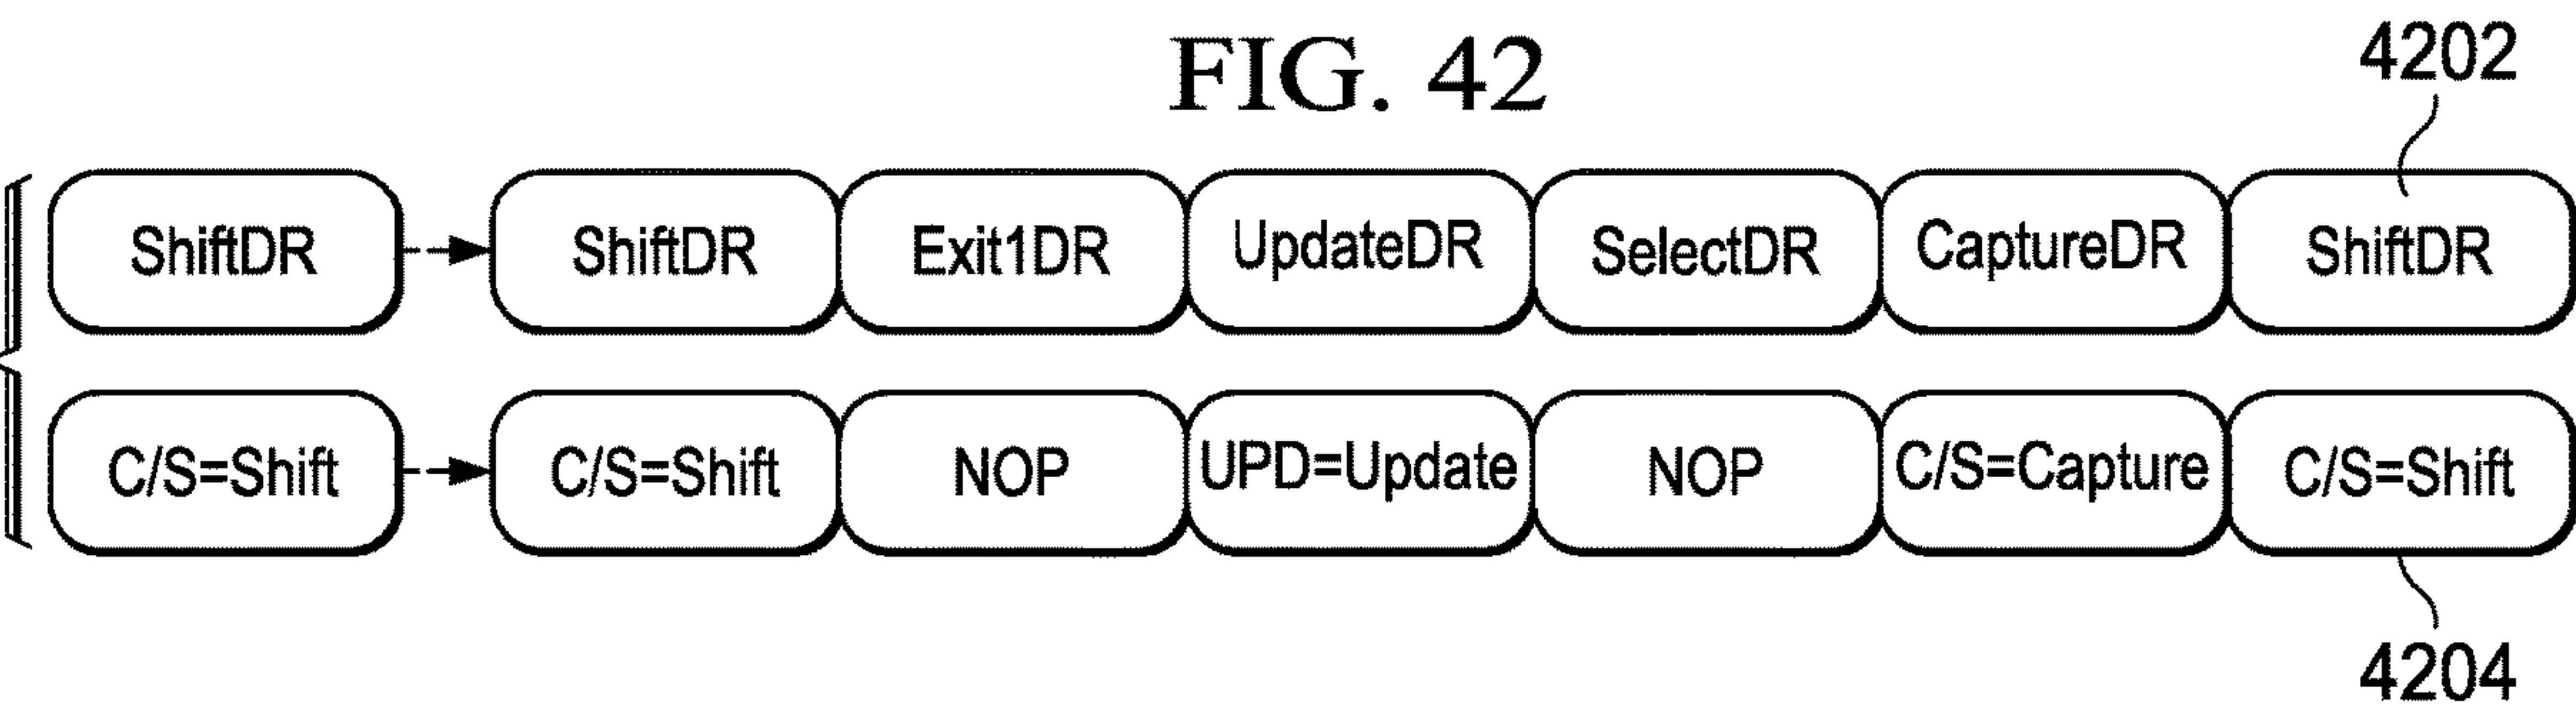 FIG. 42
4202
ShiftDR ShiftDR Exit1DR UpdateDR SelectDR CaptureDR ShiftDR
C/S=Shift C/S=Shift NOP UPD=Update NOP C/S=Capture C/S=Shift
4204